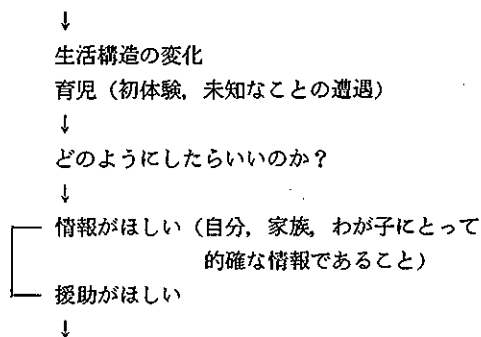 ↓
生活構造の変化
育児（初体験，未知なことの遭遇）
↓
どのようにしたらいいのか？
↓
情報がほしい（自分，家族，わが子にとって
的確な情報であること）
援助がほしい
↓